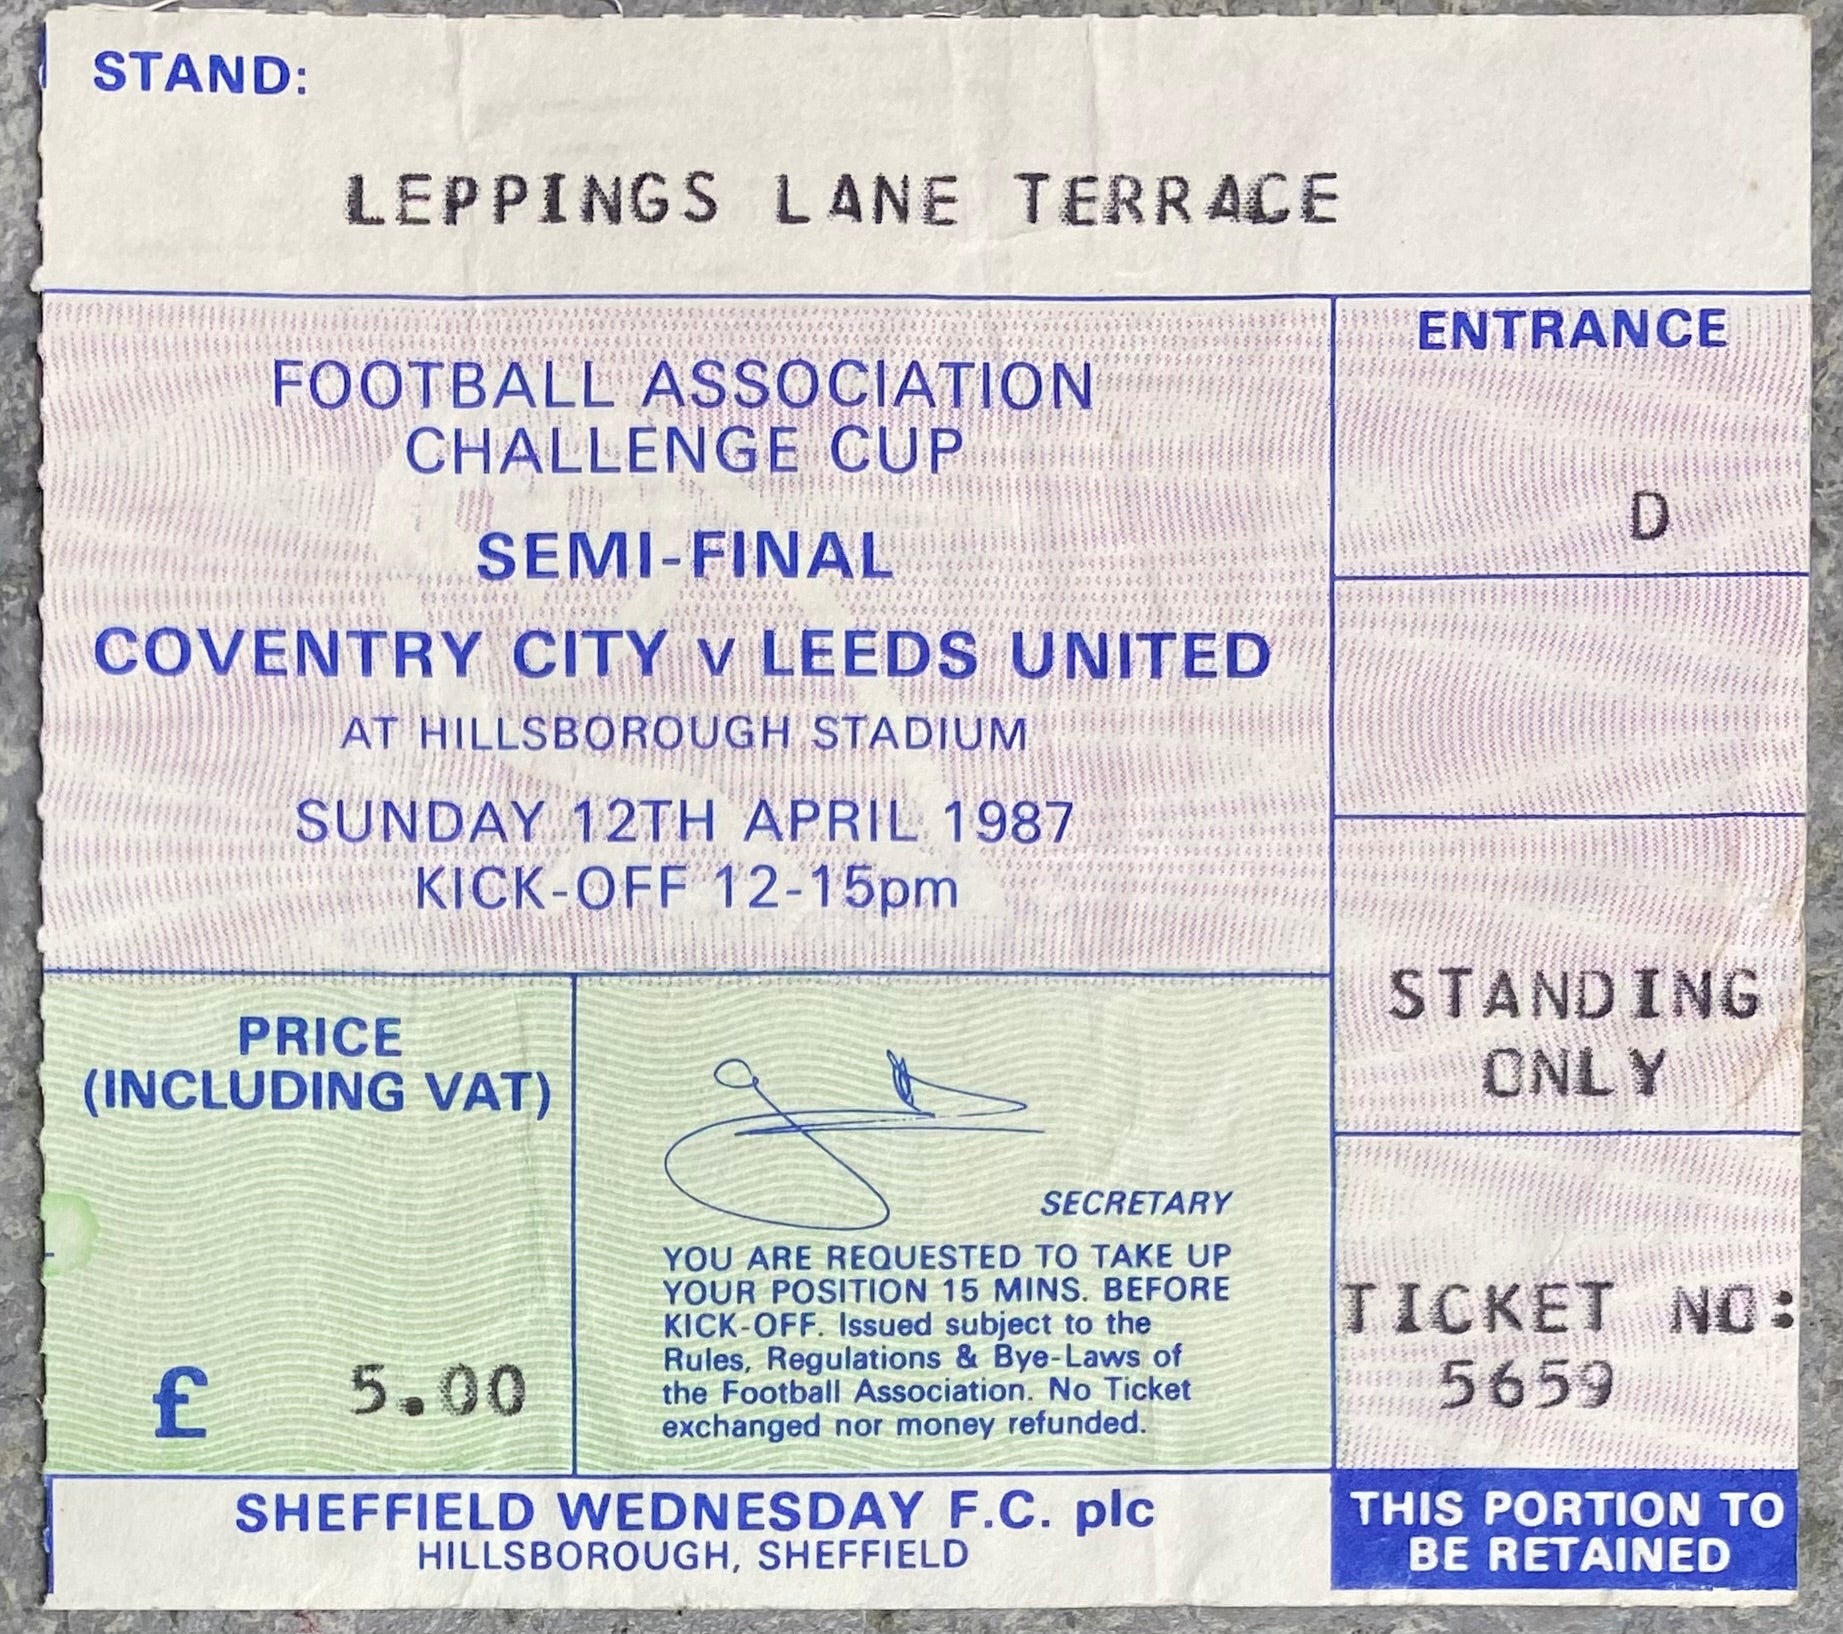 STAND:
LEPPINGS LANE TERRACE
FOOTBALL ASSOCIATION
CHALLENGE CUP
SEMI-FINAL
COVENTRY CITY v LEEDS UNITED
AT HILLSBOROUGH STADIUM
SUNDAY 12TH APRIL 1987
KICK-OFF 12-15pm
ENTRANCE
D
STANDING
ONLY
TICKET NO:
5659
PRICE
(INCLUDING VAT)
£ 5.00
SECRETARY
YOU ARE REQUESTED TO TAKE UP
YOUR POSITION 15 MINS. BEFORE
KICK-OFF. Issued subject to the
Rules, Regulations & Bye-Laws of
the Football Association. No Ticket
exchanged nor money refunded.
SHEFFIELD WEDNESDAY F.C. plc
HILLSBOROUGH, SHEFFIELD
THIS PORTION TO
BE RETAINED